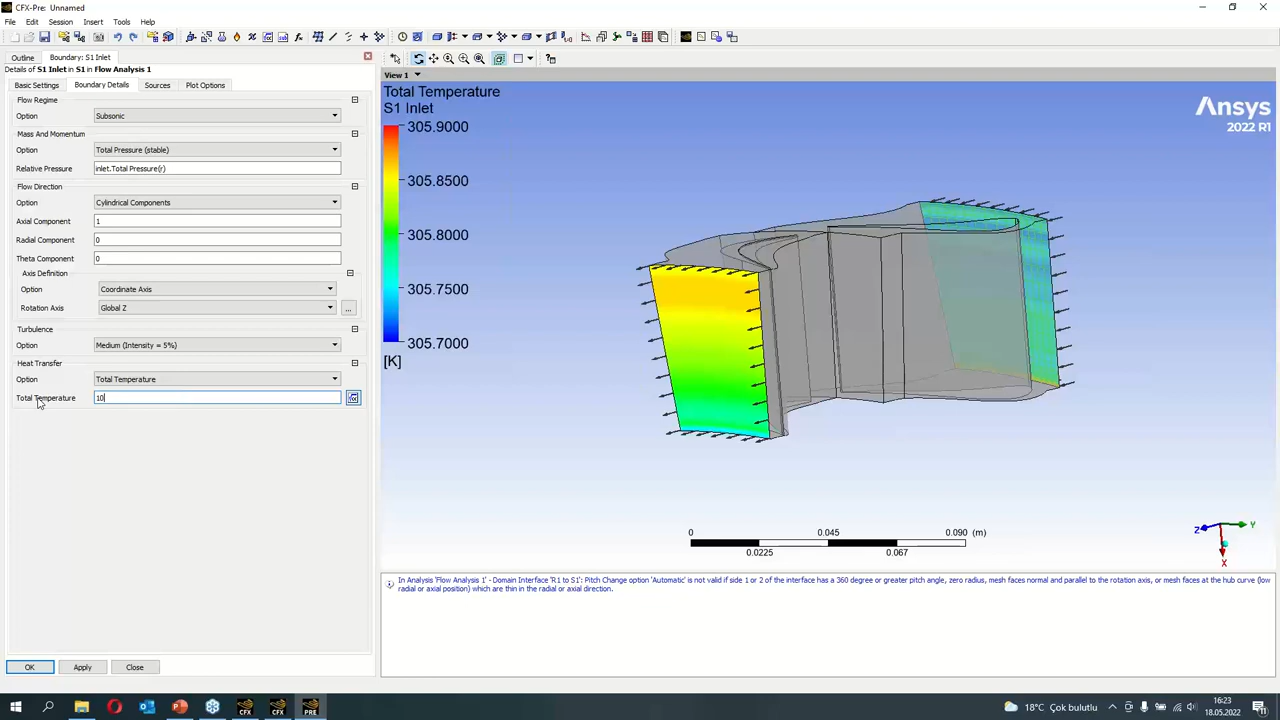 CFX-Pre: Unnamed
File Edit Session Insert Tools Help
Outline Boundary: S1 Inlet
Details of S1 Inlet in S1 in Flow Analysis 1
Basic Settings Boundary Details Sources Plot Options
Flow Regime
Option Subsonic
Mass And Momentum
Option Total Pressure (stable)
Relative Pressure inlet.Total Pressure(r)
Flow Direction
Option Cylindrical Components
Axial Component 1
Radial Component 0
Theta Component 0
Axis Definition
Option Coordinate Axis
Rotation Axis Global Z ...
Turbulence
Option Medium (Intensity = 5%)
Heat Transfer
Option Total Temperature
Total Temperature 10
OK Apply Close
View 1
Total Temperature
S1 Inlet
305.9000
305.8500
305.8000
305.7500
305.7000
[K]
Ansys
2022 R1
0 0.045 0.090 (m)
0.0225 0.067
Z Y
X
In Analysis 'Flow Analysis 1' - Domain Interface 'R1 to S1': Pitch Change option 'Automatic' is not valid if side 1 or 2 of the interface has a 360 degree or greater pitch angle, zero radius, mesh faces normal and parallel to the rotation axis, or mesh faces at the hub curve (low
radial or axial position) which are thin in the radial or axial direction.
CFX CFX PRE
18°C Çok bulutlu
16:23
18.05.2022